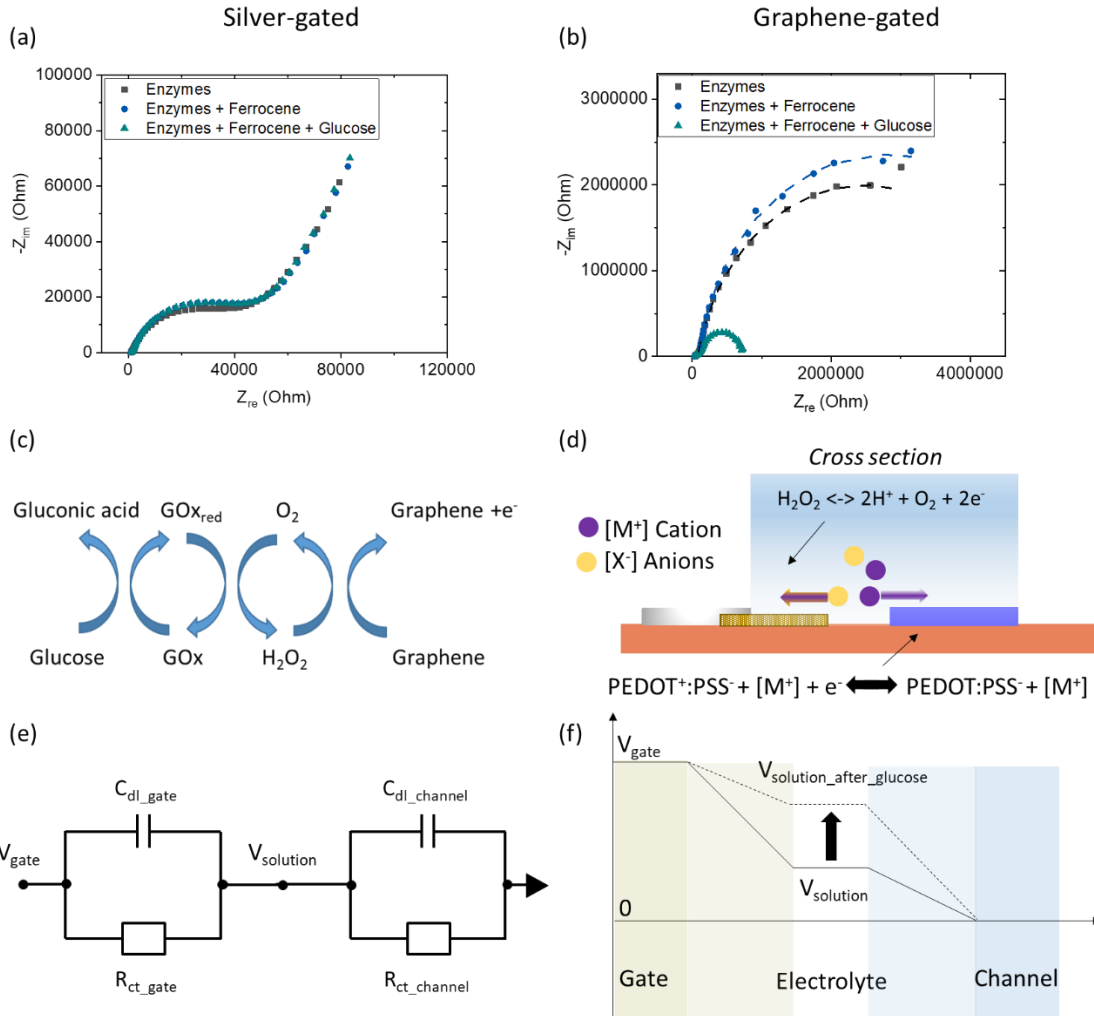 Silver-gated
Graphene-gated
(a)
100000
80000
60000
40000
20000
0
-Z_im (Ohm)
Enzymes
Enzymes + Ferrocene
Enzymes + Ferrocene + Glucose
0 40000 80000 120000
Z_re (Ohm)
(b)
3000000
2000000
1000000
0
-Z_im (Ohm)
Enzymes
Enzymes + Ferrocene
Enzymes + Ferrocene + Glucose
0 2000000 4000000
Z_re (Ohm)
(c)
Gluconic acid GOx_red O₂ Graphene +e⁻
Glucose GOx H₂O₂ Graphene
(d)
Cross section
H₂O₂ <-> 2H⁺ + O₂ + 2e⁻
[M⁺] Cation
[X⁻] Anions
PEDOT⁺:PSS⁻ + [M⁺] + e⁻ PEDOT:PSS⁻ + [M⁺]
(e)
C_dl_gate
C_dl_channel
V_gate
V_solution
R_ct_gate
R_ct_channel
(f)
V_gate
V_solution_after_glucose
V_solution
0
Gate Electrolyte Channel